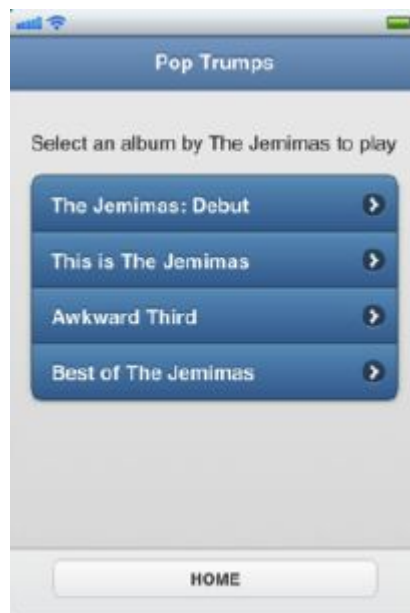 Pop Trumps
Select an album by The Jemimas to play
The Jemimas: Debut
This is The Jemimas
Awkward Third
Best of The Jemimas
HOME